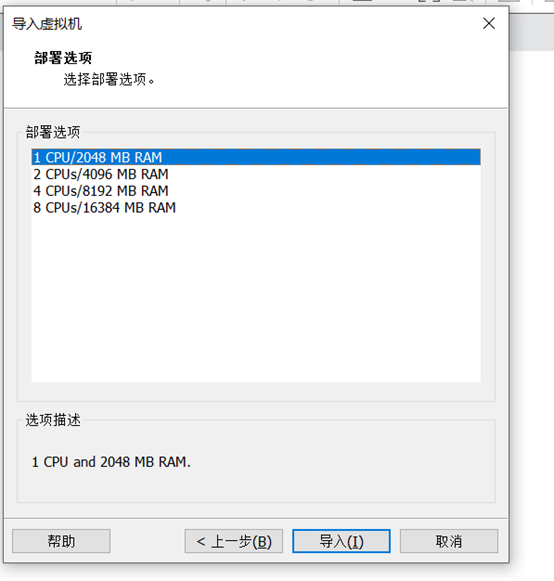 导入虚拟机
部署选项
选择部署选项。
部署选项
1 CPU/2048 MB RAM
2 CPUs/4096 MB RAM
4 CPUs/8192 MB RAM
8 CPUs/16384 MB RAM
选项描述
1 CPU and 2048 MB RAM.
帮助
< 上一步(B)
导入(I)
取消